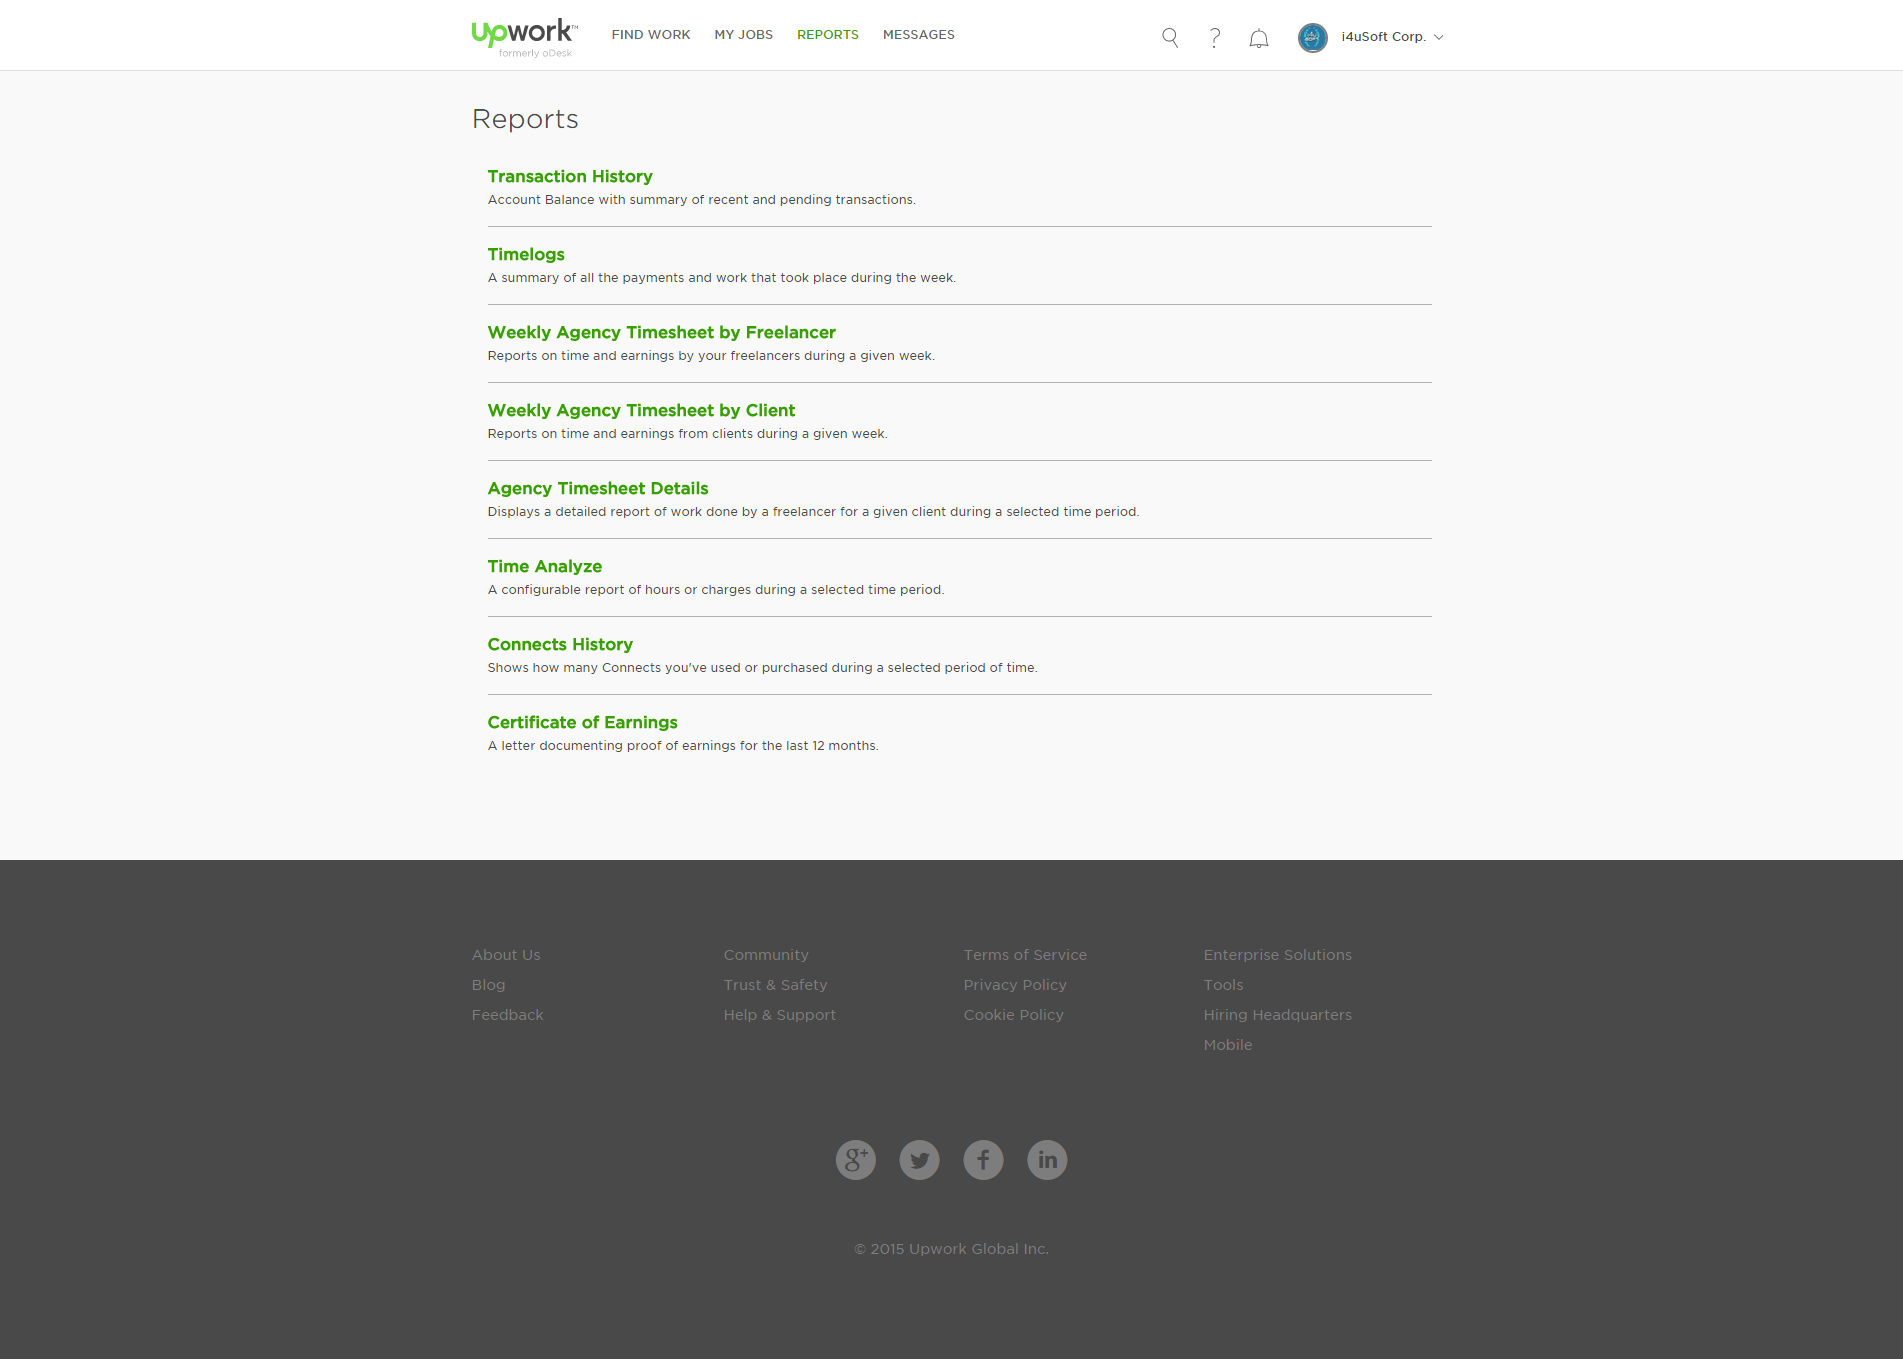 upwork™
formerly oDesk
FIND WORK
MY JOBS
REPORTS
MESSAGES
?
i4uSoft Corp.
Reports
Transaction History
Account Balance with summary of recent and pending transactions.
Timelogs
A summary of all the payments and work that took place during the week.
Weekly Agency Timesheet by Freelancer
Reports on time and earnings by your freelancers during a given week.
Weekly Agency Timesheet by Client
Reports on time and earnings from clients during a given week.
Agency Timesheet Details
Displays a detailed report of work done by a freelancer for a given client during a selected time period.
Time Analyze
A configurable report of hours or charges during a selected time period.
Connects History
Shows how many Connects you've used or purchased during a selected period of time.
Certificate of Earnings
A letter documenting proof of earnings for the last 12 months.
About Us
Blog
Feedback
Community
Trust & Safety
Help & Support
Terms of Service
Privacy Policy
Cookie Policy
Enterprise Solutions
Tools
Hiring Headquarters
Mobile
g+
f
in
© 2015 Upwork Global Inc.